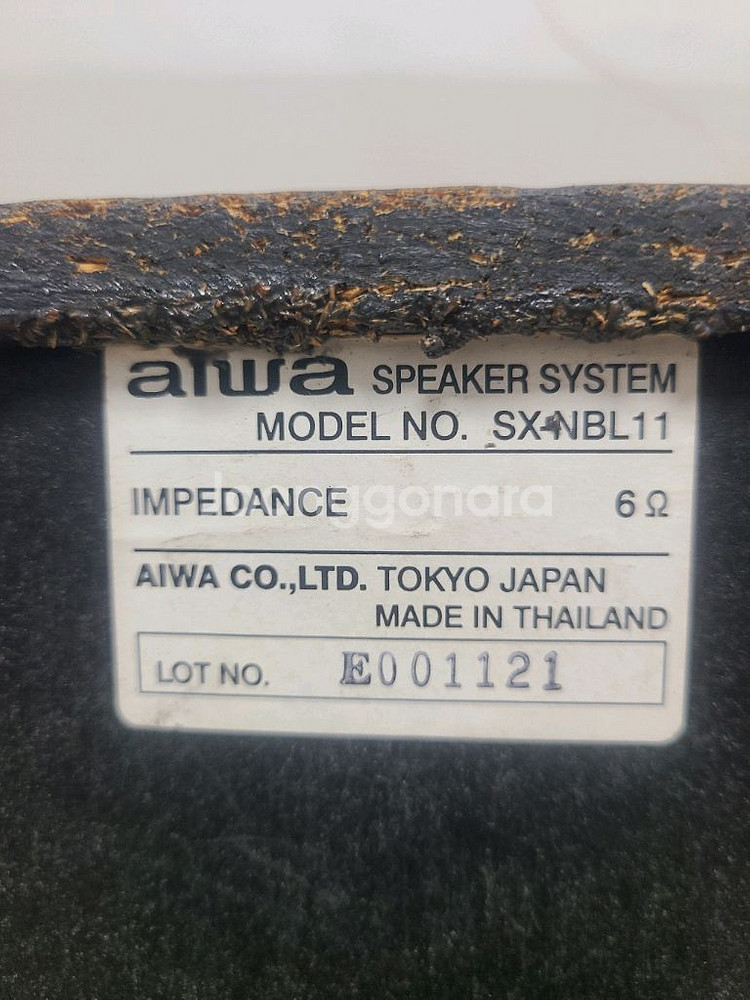 aiwa SPEAKER SYSTEM
MODEL NO. SX-NBL11
IMPEDANCE 6Ω
AIWA CO.,LTD. TOKYO JAPAN
MADE IN THAILAND
LOT NO. E001121